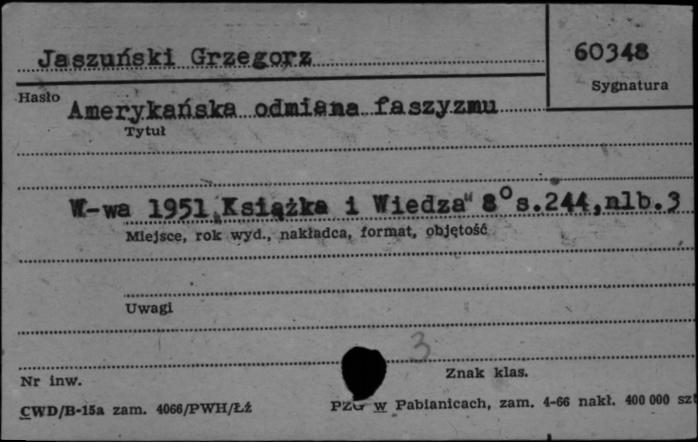 Jaszuński Grzegorz
60348
Sygnatura
Hasło
Amerykańska odmiana faszyzmu
Tytuł
W-wa 1951 „Książka i Wiedza" 8° s.244,nlb.3
Miejsce, rok wyd., nakładca, format, objętość
Uwagi
3
Nr inw.
Znak klas.
CWD/B-15a zam. 4066/PWH/Łż
PZG w Pabianicach, zam. 4-66 nakł. 400 000 szt